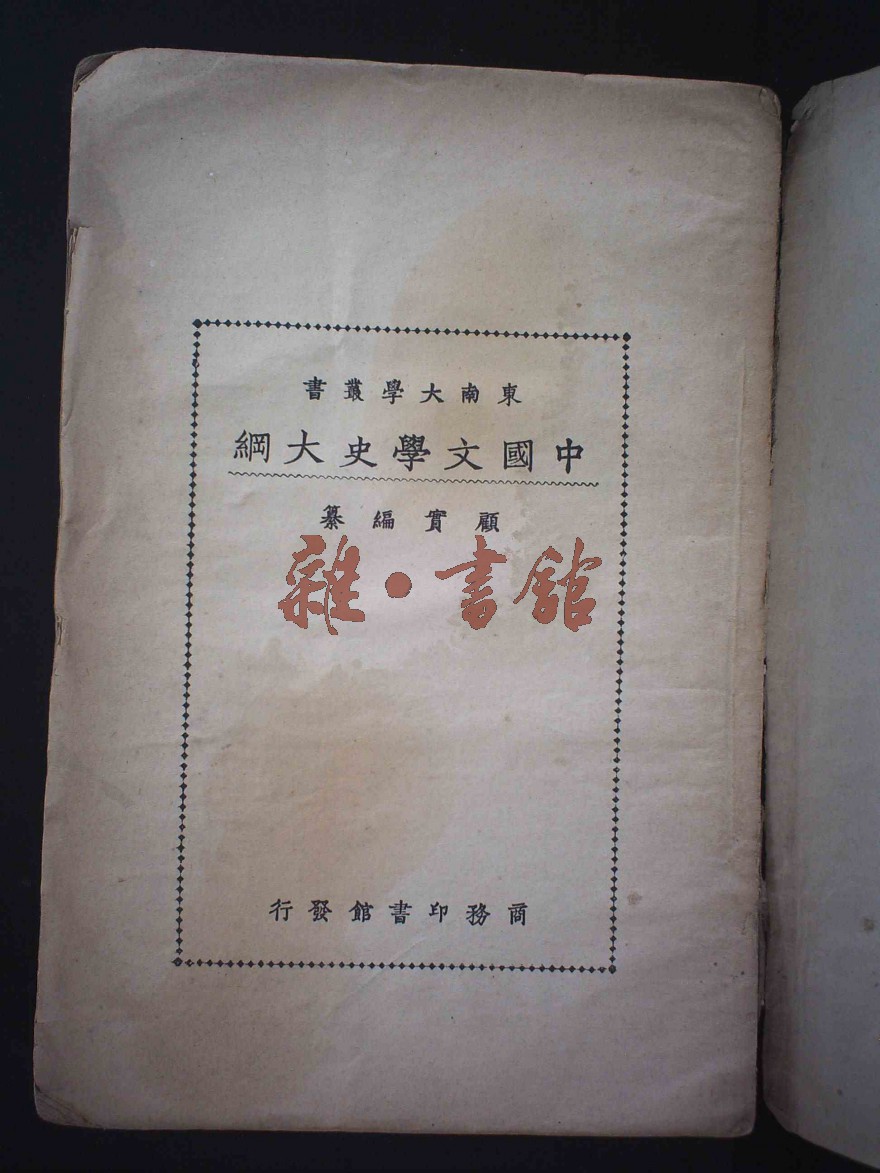 東南大學叢書
中國文學史大綱
顧實編纂
雜·書館
商務印書館發行